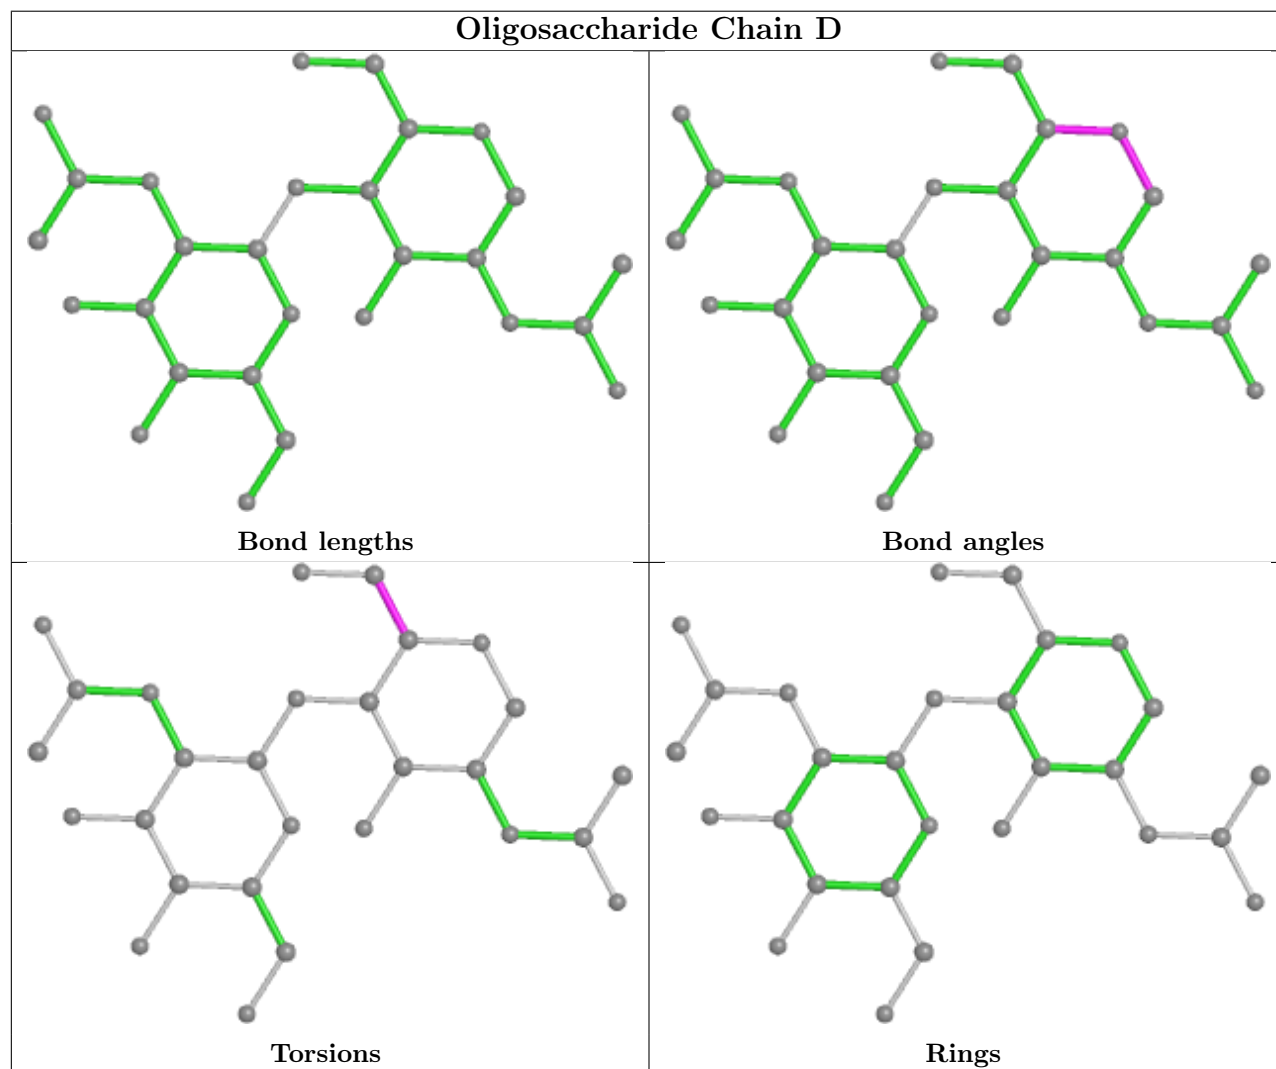 Oligosaccharide Chain D
Bond lengths
Bond angles
Torsions
Rings